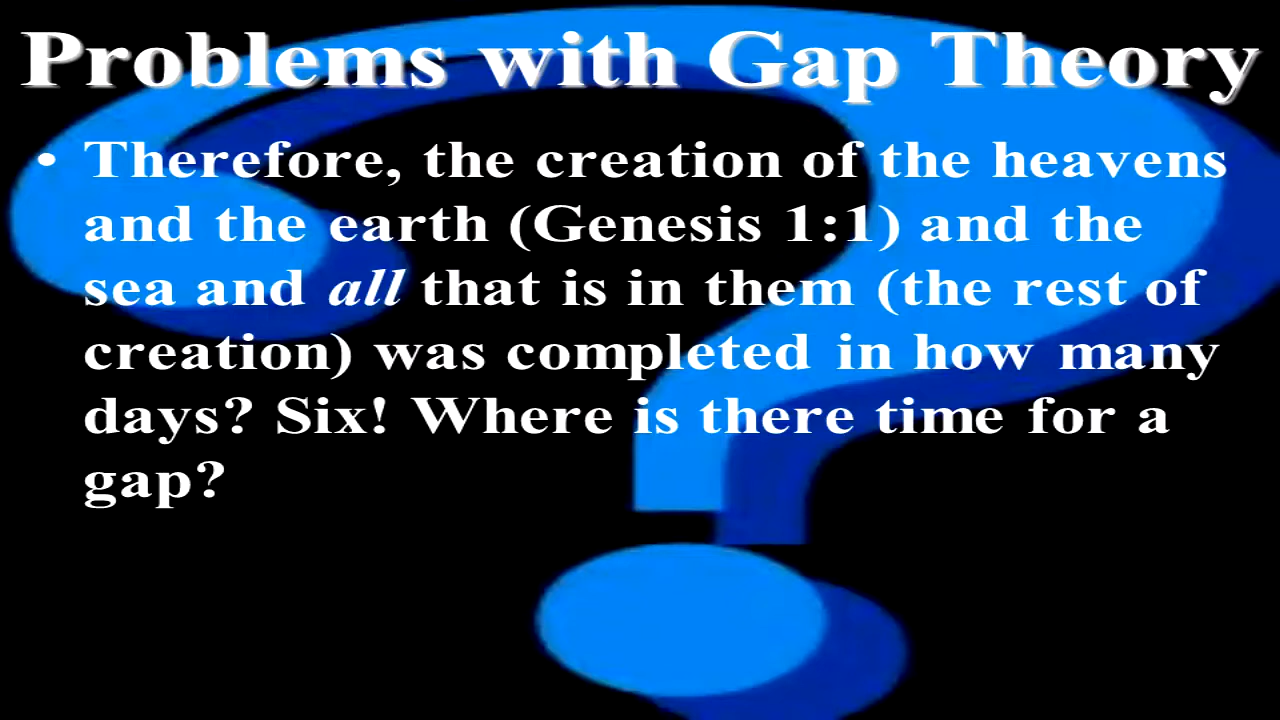 Problems with Gap Theory
• Therefore, the creation of the heavens
and the earth (Genesis 1:1) and the
sea and all that is in them (the rest of
creation) was completed in how many
days? Six! Where is there time for a
gap?